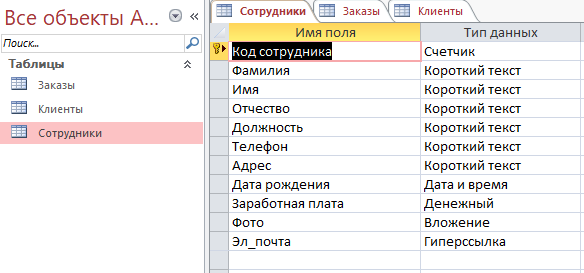 Все объекты A...
Поиск...
Таблицы
Заказы
Клиенты
Сотрудники
Сотрудники Заказы Клиенты
Имя поля Тип данных
Код сотрудника Счетчик
Фамилия Короткий текст
Имя Короткий текст
Отчество Короткий текст
Должность Короткий текст
Телефон Короткий текст
Адрес Короткий текст
Дата рождения Дата и время
Заработная плата Денежный
Фото Вложение
Эл_почта Гиперссылка